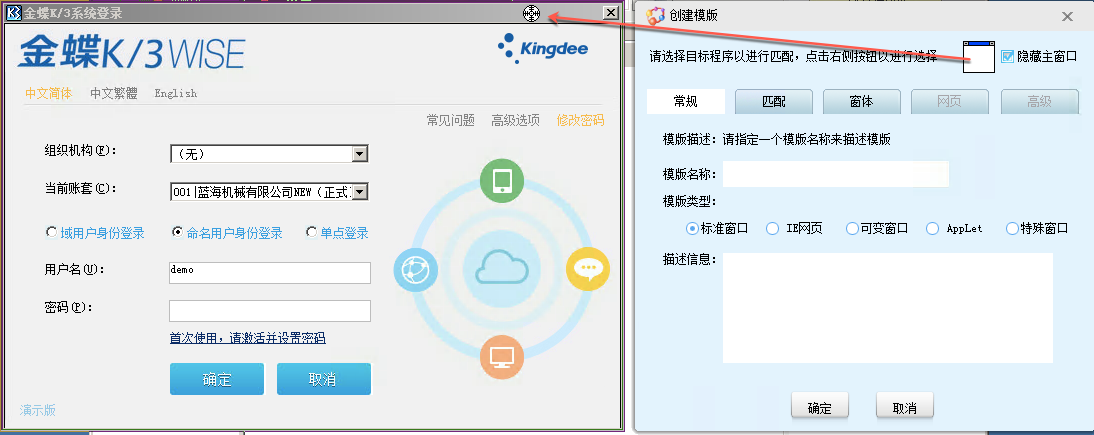 金蝶K/3系统登录
金蝶K/3 WISE
Kingdee
中文简体 中文繁體 English
常见问题 高级选项 修改密码
组织机构(F): (无)
当前账套(C): 001|蓝海机械有限公司NEW（正式
域用户身份登录 命名用户身份登录 单点登录
用户名(U): demo
密码(P):
首次使用，请激活并设置密码
确定 取消
演示版
创建模版
请选择目标程序以进行匹配，点击右侧按钮以进行选择 隐藏主窗口
常规 匹配 窗体 网页 高级
模版描述：请指定一个模版名称来描述模版
模版名称：
模版类型：
标准窗口 IE网页 可变窗口 AppLet 特殊窗口
描述信息：
确定 取消